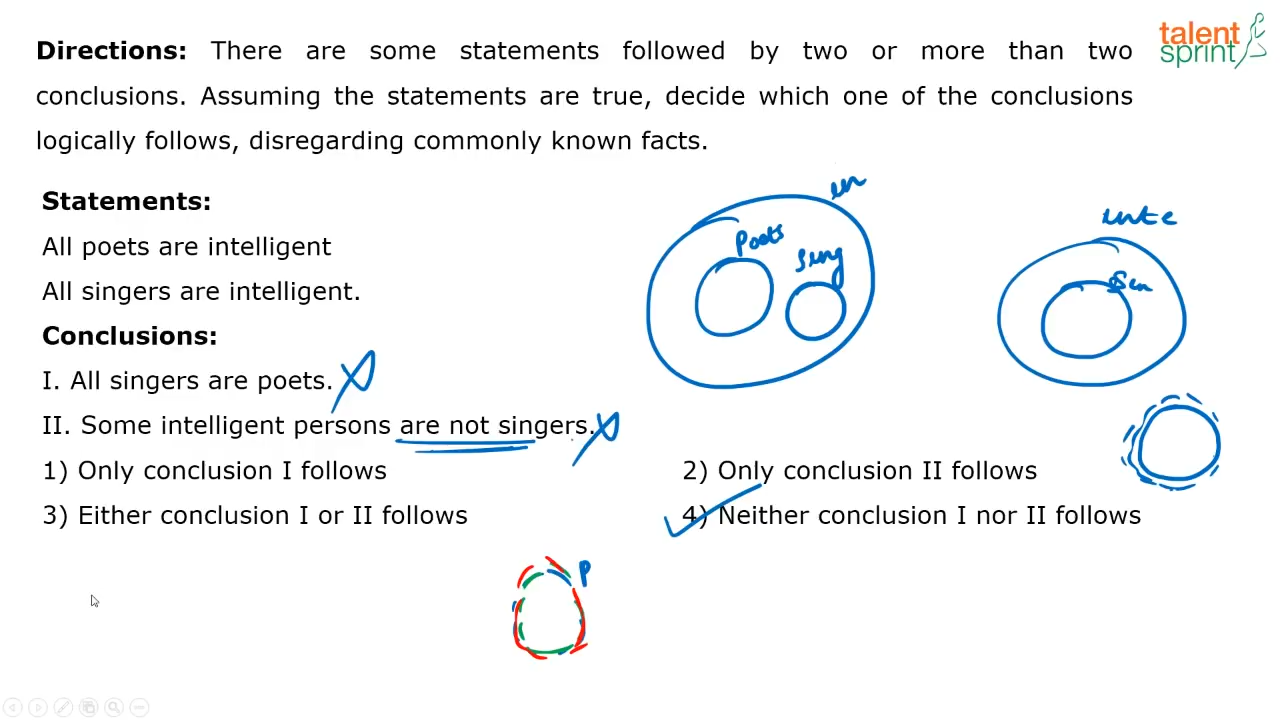 talent
sprint
Directions: There are some statements followed by two or more than two
conclusions. Assuming the statements are true, decide which one of the conclusions
logically follows, disregarding commonly known facts.
Statements:
All poets are intelligent
All singers are intelligent.
Conclusions:
I. All singers are poets.
II. Some intelligent persons are not singers.
1) Only conclusion I follows
2) Only conclusion II follows
3) Either conclusion I or II follows
4) Neither conclusion I nor II follows
in
Poets
Sing
inte
Sin
P